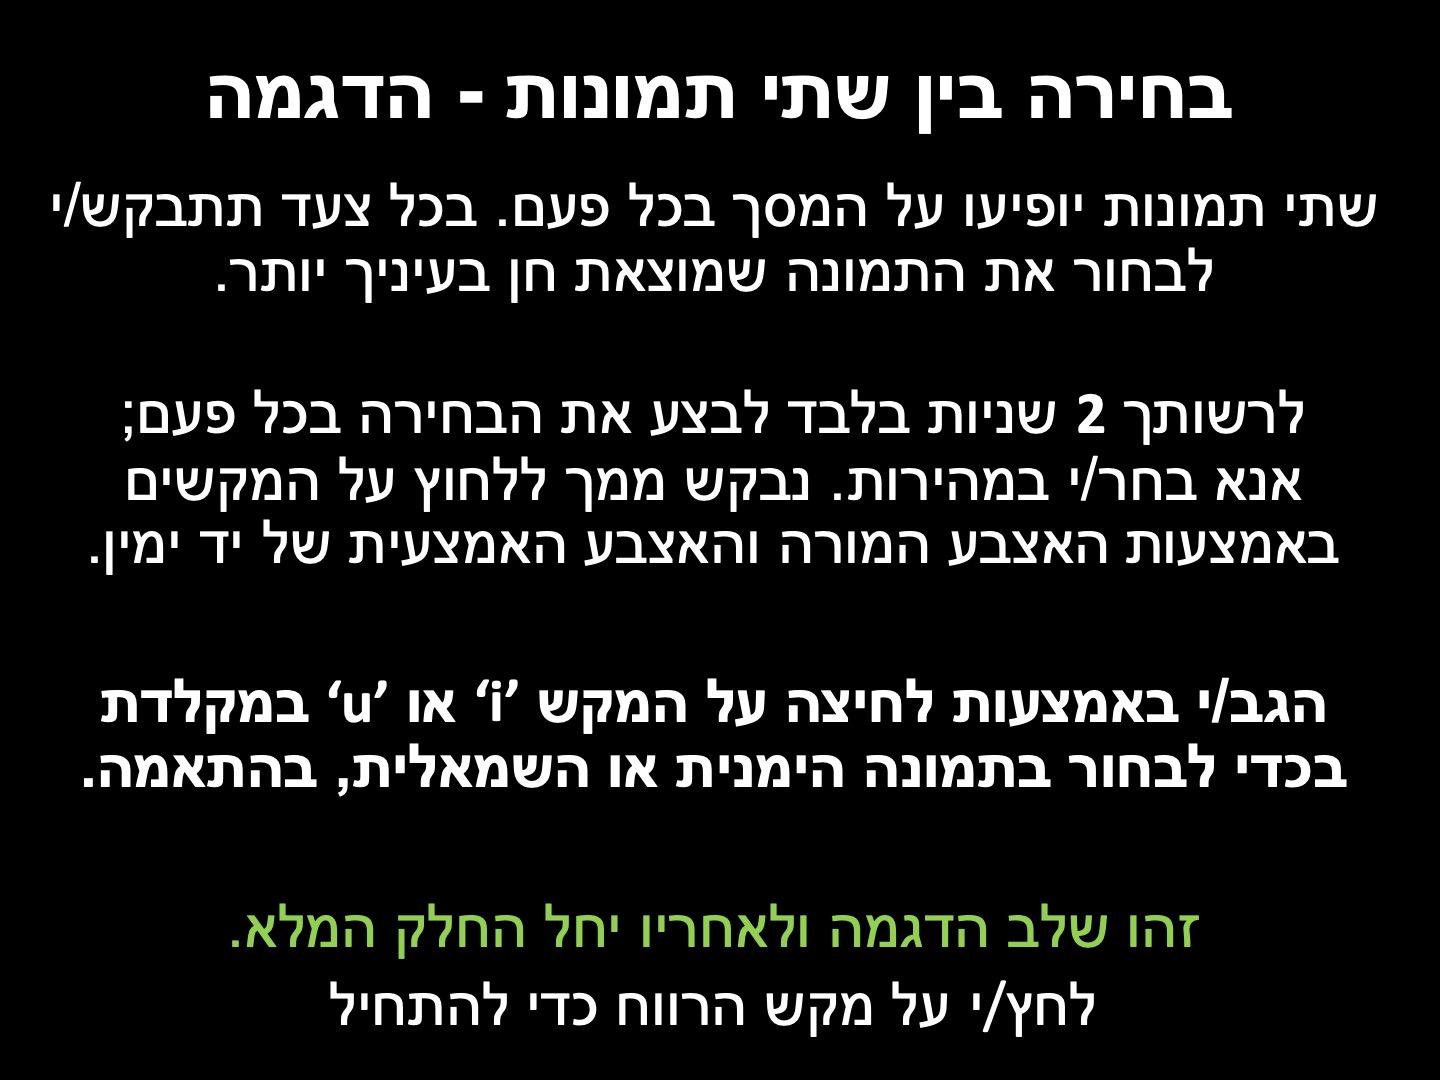 בחירה בין שתי תמונות - הדגמה
שתי תמונות יופיעו על המסך בכל פעם. בכל צעד תתבקש/י
לבחור את התמונה שמוצאת חן בעיניך יותר.
לרשותך 2 שניות בלבד לבצע את הבחירה בכל פעם;
אנא בחר/י במהירות. נבקש ממך ללחוץ על המקשים
באמצעות האצבע המורה והאצבע האמצעית של יד ימין.
הגב/י באמצעות לחיצה על המקש ‘i’ או ‘u’ במקלדת
בכדי לבחור בתמונה הימנית או השמאלית, בהתאמה.
זהו שלב הדגמה ולאחריו יחל החלק המלא.
לחץ/י על מקש הרווח כדי להתחיל